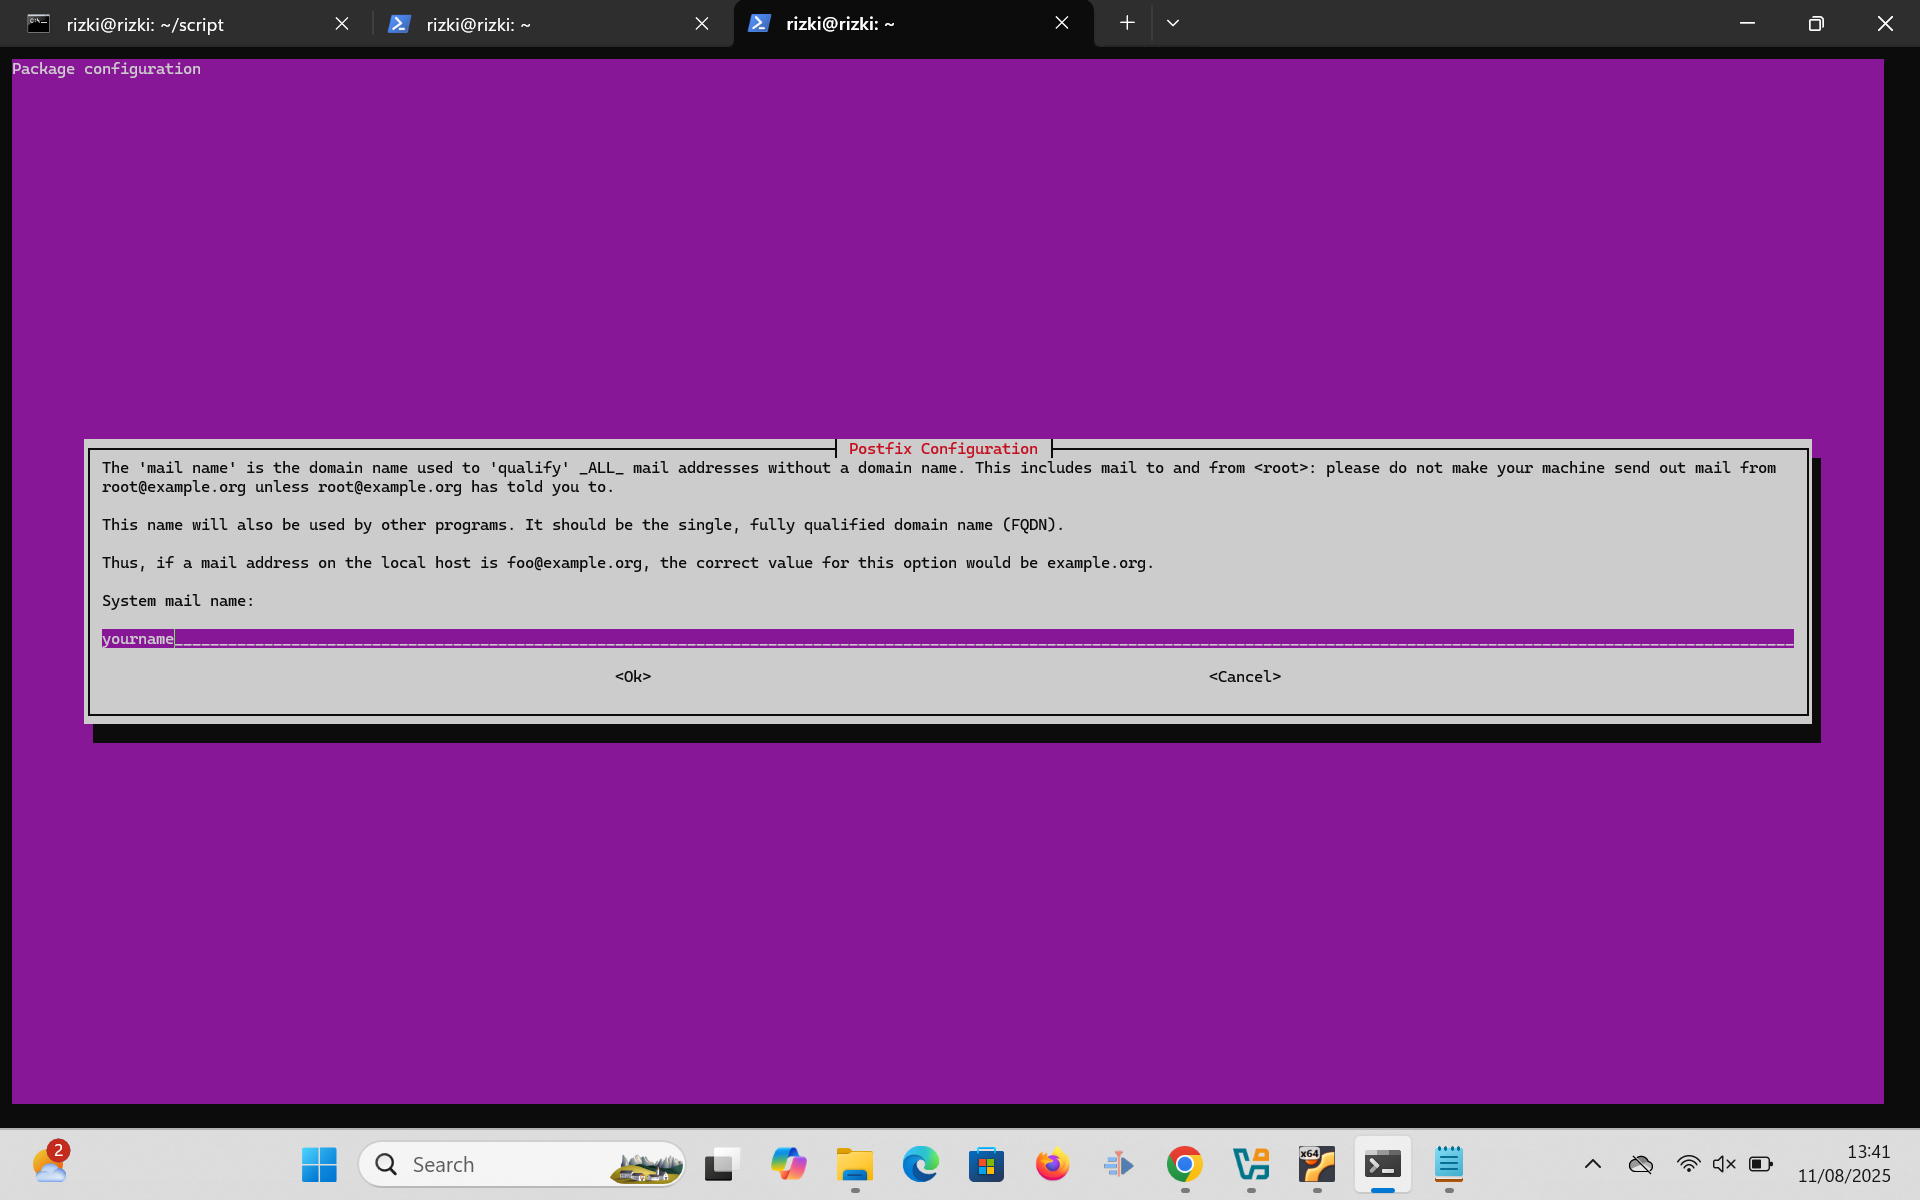 rizki@rizki: ~/script
rizki@rizki: ~
rizki@rizki: ~
Package configuration
Postfix Configuration
The 'mail name' is the domain name used to 'qualify' _ALL_ mail addresses without a domain name. This includes mail to and from <root>: please do not make your machine send out mail from
root@example.org unless root@example.org has told you to.
This name will also be used by other programs. It should be the single, fully qualified domain name (FQDN).
Thus, if a mail address on the local host is foo@example.org, the correct value for this option would be example.org.
System mail name:
yourname
<Ok>
<Cancel>
2
Search
x64
13:41
11/08/2025